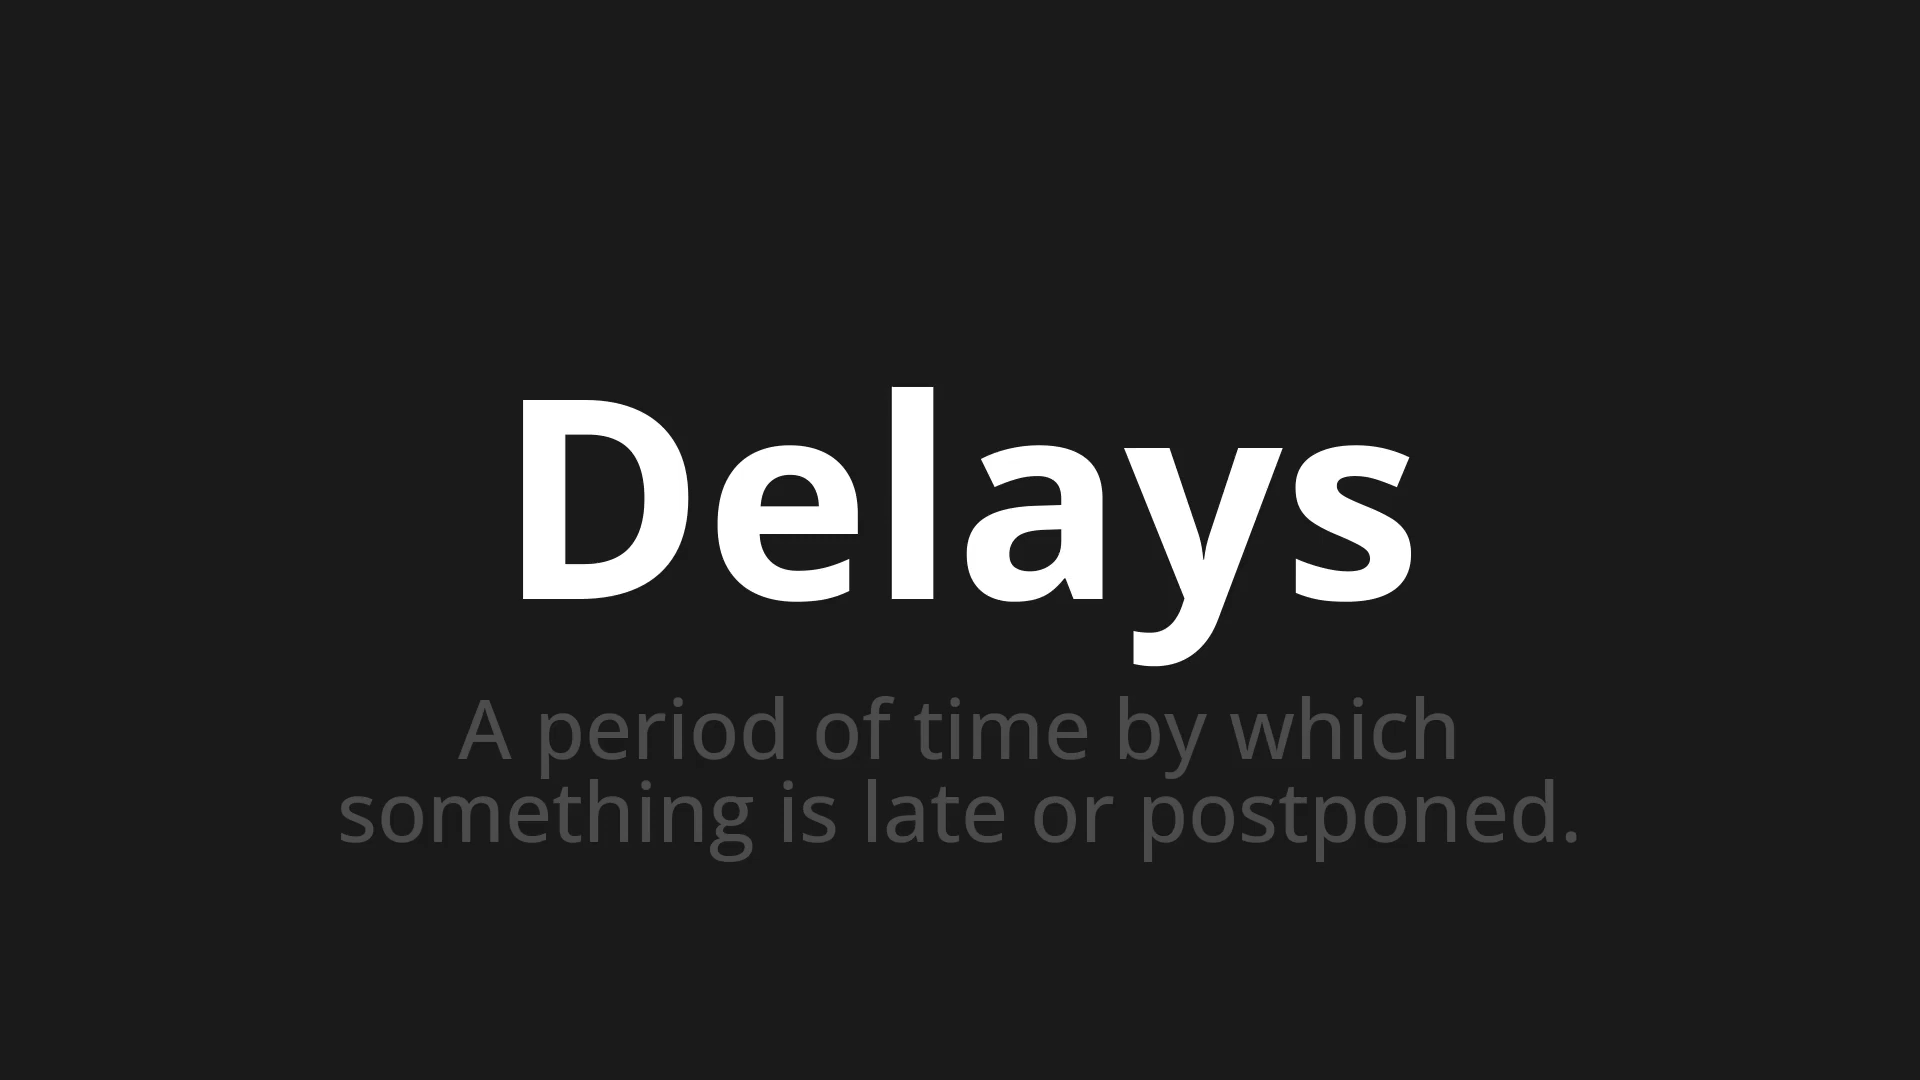 Delays
A period of time by which
something is late or postponed.